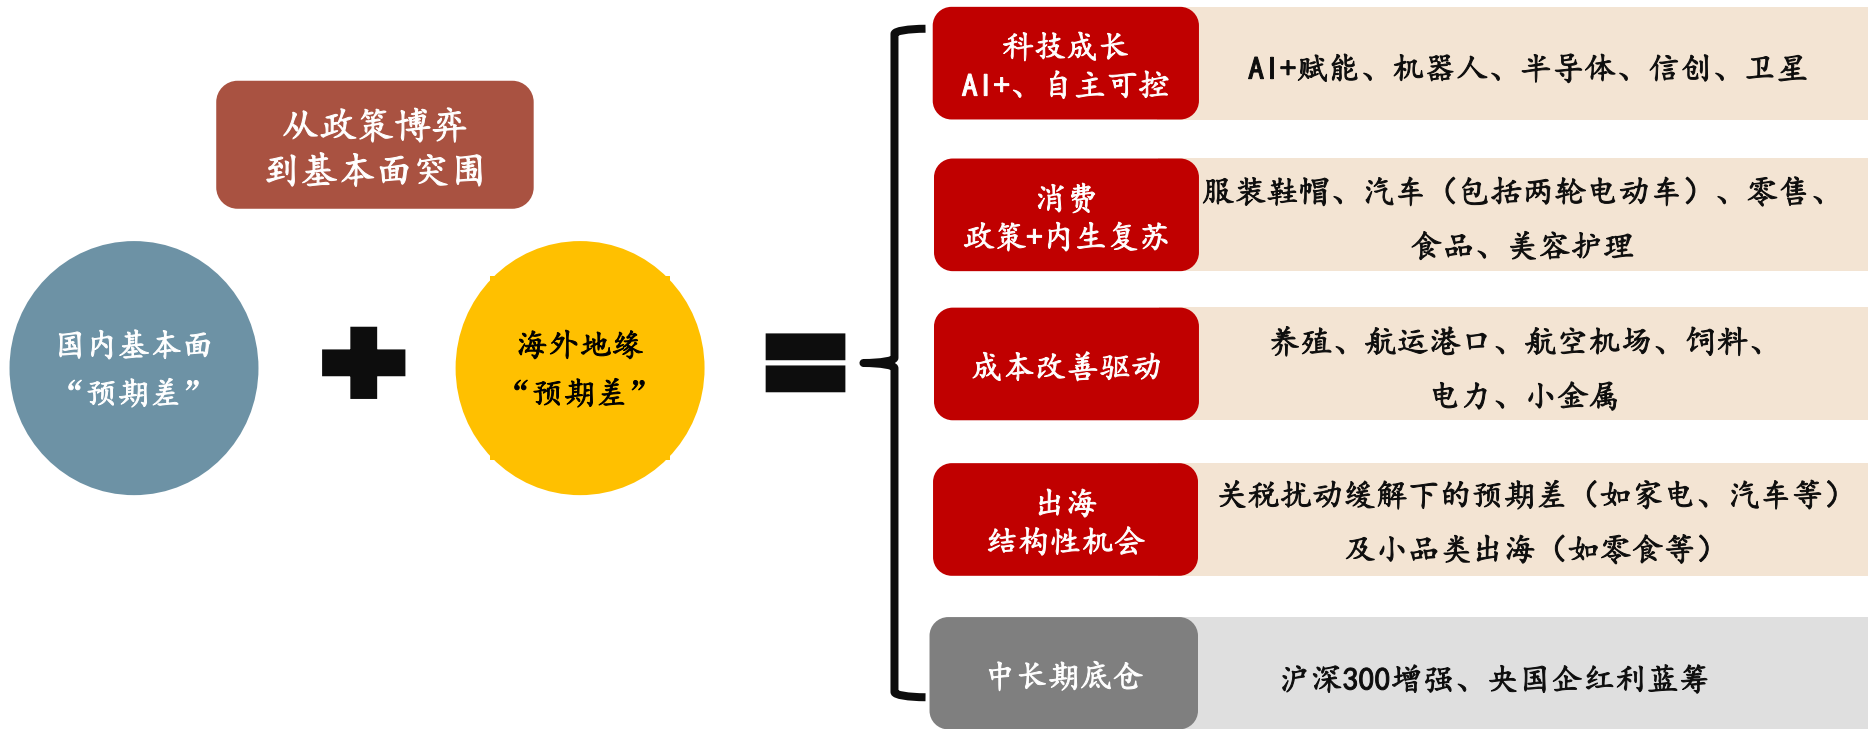 从政策博弈
到基本面突围
国内基本面
“预期差”
海外地缘
“预期差”
科技成长
AI+、自主可控
AI+赋能、机器人、半导体、信创、卫星
消费
政策+内生复苏
服装鞋帽、汽车（包括两轮电动车）、零售、
食品、美容护理
成本改善驱动
养殖、航运港口、航空机场、饲料、
电力、小金属
出海
结构性机会
关税扰动缓解下的预期差（如家电、汽车等）
及小品类出海（如零食等）
中长期底仓
沪深300增强、央国企红利蓝筹